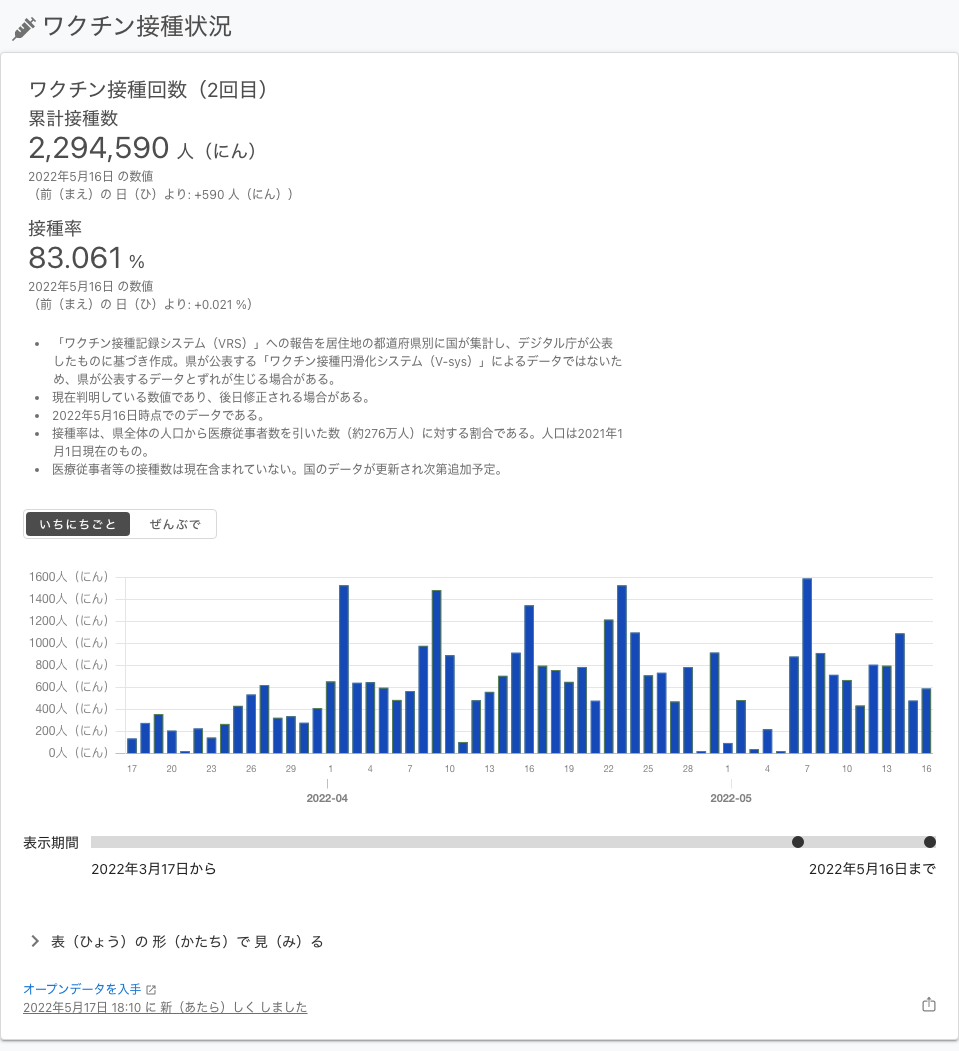 ワクチン接種状況
ワクチン接種回数（2回目）
累計接種数
2,294,590 人（にん）
2022年5月16日 の数値
（前（まえ）の 日（ひ）より: +590 人（にん））
接種率
83.061 %
2022年5月16日 の数値
（前（まえ）の 日（ひ）より: +0.021 %）
• 「ワクチン接種記録システム（VRS）」への報告を居住地の都道府県別に国が集計し、デジタル庁が公表
したものに基づき作成。県が公表する「ワクチン接種円滑化システム（V-sys）」によるデータではないた
め、県が公表するデータとずれが生じる場合がある。
• 現在判明している数値であり、後日修正される場合がある。
• 2022年5月16日時点でのデータである。
• 接種率は、県全体の人口から医療従事者数を引いた数（約276万人）に対する割合である。人口は2021年1
月1日現在のもの。
• 医療従事者等の接種数は現在含まれていない。国のデータが更新され次第追加予定。
いちにちごと ぜんぶで
1600人（にん）
1400人（にん）
1200人（にん）
1000人（にん）
800人（にん）
600人（にん）
400人（にん）
200人（にん）
0人（にん）
17 20 23 26 29 1 4 7 10 13 16 19 22 25 28 1 4 7 10 13 16
2022-04 2022-05
表示期間
2022年3月17日から 2022年5月16日まで
表（ひょう）の 形（かたち）で 見（み）る
オープンデータを入手
2022年5月17日 18:10 に 新（あたら）しく しました